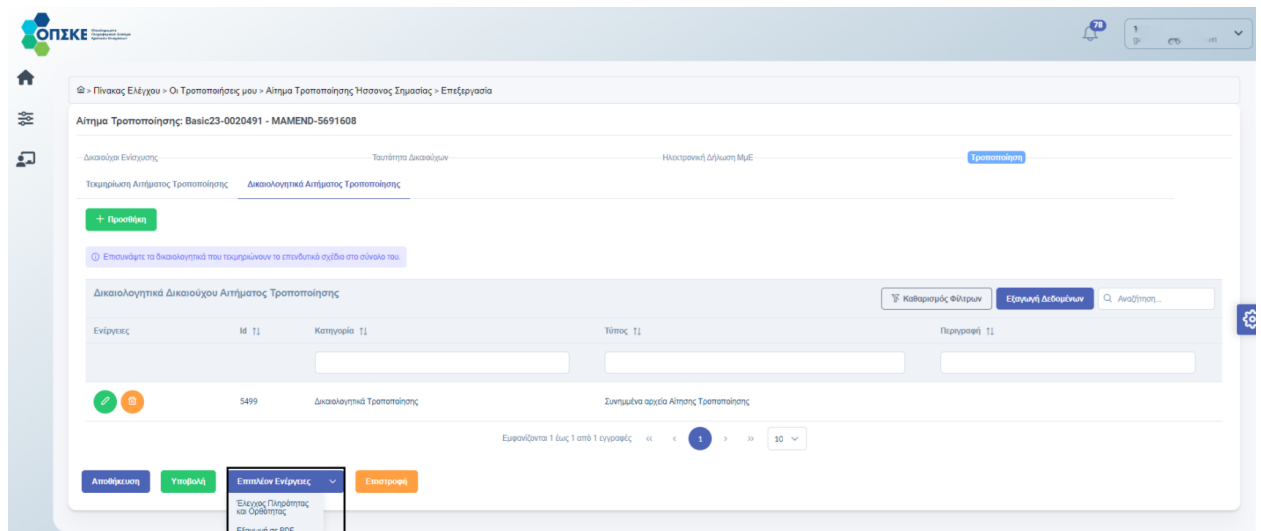 78
ΟΠΣΚΕ
> Πίνακας Ελέγχου > Οι Τροποποιήσεις μου > Αίτημα Τροποποίησης Ήσσονος Σημασίας > Επεξεργασία
Αίτημα Τροποποίησης: Basic23-0020491 - MAMEND-5691608
Δικαιούχοι Ενίσχυσης Ταυτότητα Δικαιούχων Ηλεκτρονική Δήλωση ΜμΕ Τροποποίηση
Τεκμηρίωση Αιτήματος Τροποποίησης Δικαιολογητικά Αιτήματος Τροποποίησης
+ Προσθήκη
Επισυνάψτε τα δικαιολογητικά που τεκμηριώνουν το επενδυτικό σχέδιο στο σύνολο του.
Δικαιολογητικά Δικαιούχου Αιτήματος Τροποποίησης Καθαρισμός Φίλτρων Εξαγωγή Δεδομένων Αναζήτηση...
Ενέργειες Id Κατηγορία Τύπος Περιγραφή
5499 Δικαιολογητικά Τροποποίησης Συνημμένα αρχεία Αίτησης Τροποποίησης
Εμφανίζονται 1 έως 1 από 1 εγγραφές « ‹ 1 › » 10
Αποθήκευση Υποβολή Επιπλέον Ενέργειες Επιστροφή
Έλεγχος Πληρότητας
και Ορθότητας
Εξαγωγή σε PDF